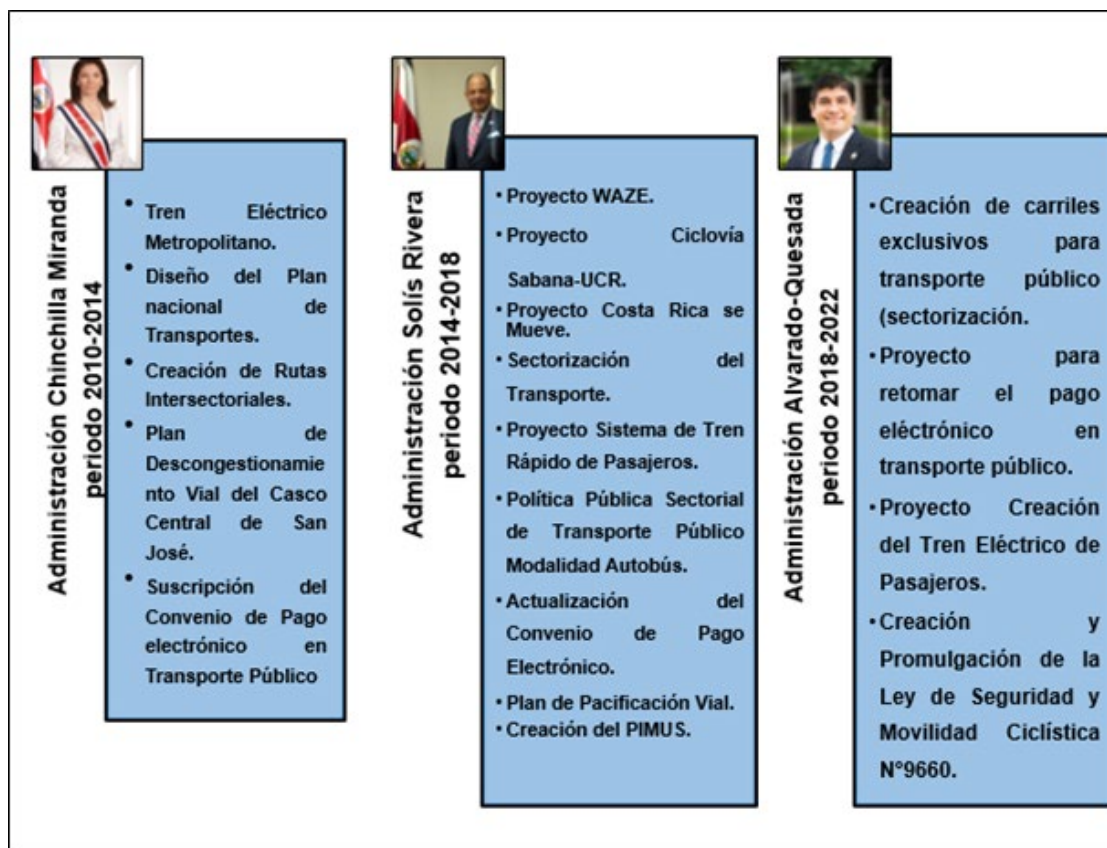 Administración Chinchilla Miranda
periodo 2010-2014
• Tren Eléctrico
Metropolitano.
• Diseño del Plan
nacional de
Transportes.
• Creación de Rutas
Intersectoriales.
• Plan de
Descongestionamie
nto Vial del Casco
Central de San
José.
• Suscripción del
Convenio de Pago
electrónico en
Transporte Público
Administración Solís Rivera
periodo 2014-2018
• Proyecto WAZE.
• Proyecto Ciclovía
Sabana-UCR.
• Proyecto Costa Rica se
Mueve.
• Sectorización del
Transporte.
• Proyecto Sistema de Tren
Rápido de Pasajeros.
• Política Pública Sectorial
de Transporte Público
Modalidad Autobús.
• Actualización del
Convenio de Pago
Electrónico.
• Plan de Pacificación Vial.
• Creación del PIMUS.
Administración Alvarado-Quesada
periodo 2018-2022
• Creación de carriles
exclusivos para
transporte público
(sectorización.
• Proyecto para
retomar el pago
eléctrónico en
transporte público.
• Proyecto Creación
del Tren Eléctrico de
Pasajeros.
• Creación y
Promulgación de la
Ley de Seguridad y
Movilidad Ciclística
N°9660.